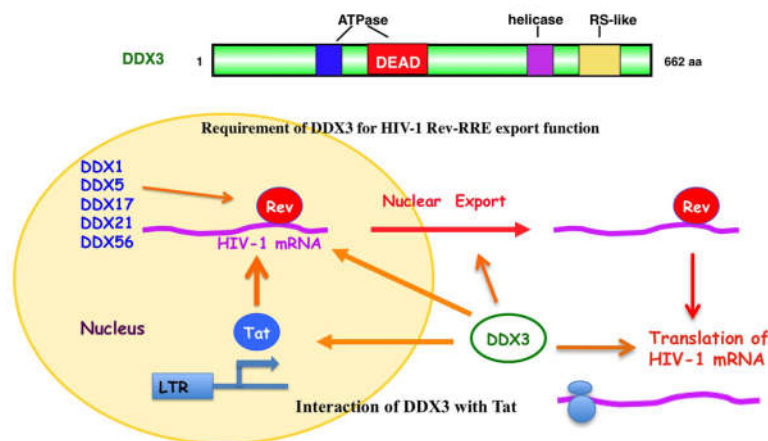 ATPase
helicase
RS-like
DDX3
1
DEAD
662 aa
Requirement of DDX3 for HIV-1 Rev-RRE export function
DDX1
DDX5
DDX17
DDX21
DDX56
Rev
HIV-1 mRNA
Nuclear Export
Rev
Nucleus
Tat
DDX3
Translation of
HIV-1 mRNA
LTR
Interaction of DDX3 with Tat